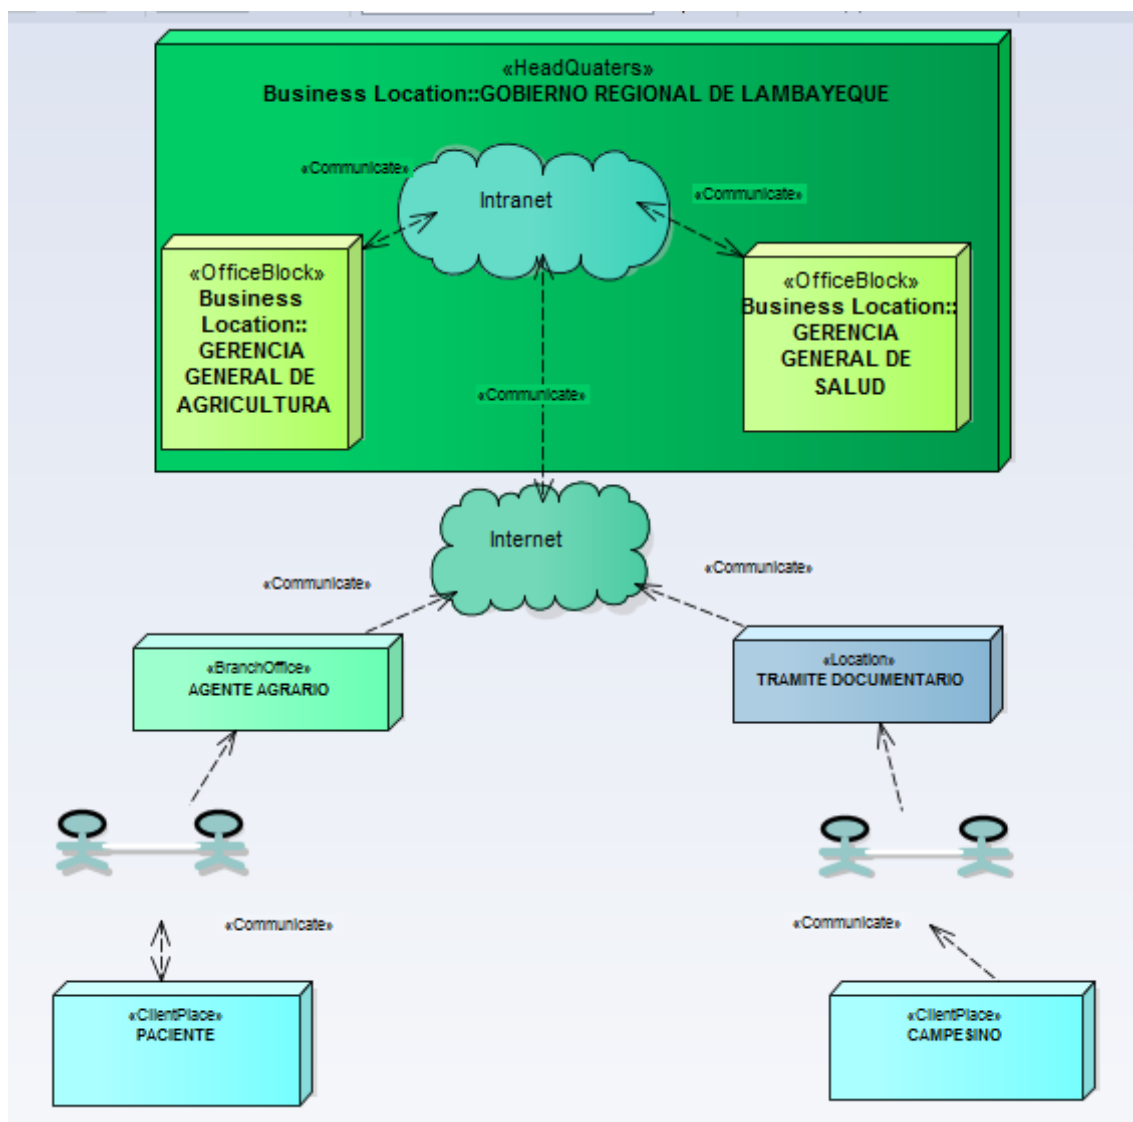 «HeadQuaters»
Business Location::GOBIERNO REGIONAL DE LAMBAYEQUE
«Communicate»
Intranet
«Communicate»
«OfficeBlock»
Business
Location::
GERENCIA
GENERAL DE
AGRICULTURA
«OfficeBlock»
Business Location::
GERENCIA
GENERAL DE
SALUD
«Communicate»
Internet
«Communicate»
«Communicate»
«BranchOffice»
AGENTE AGRARIO
«Location»
TRAMITE DOCUMENTARIO
«Communicate»
«Communicate»
«ClientPlace»
PACIENTE
«ClientPlace»
CAMPESINO